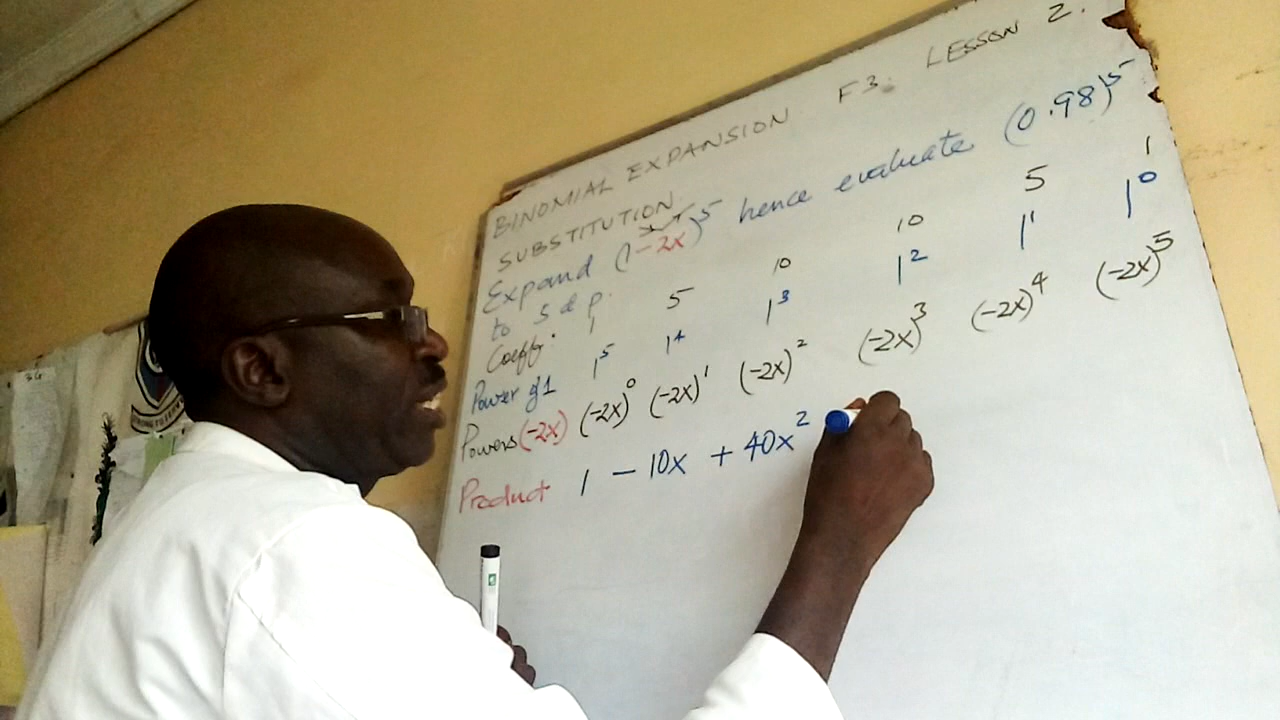 BINOMIAL EXPANSION F3. LESSON 2.
SUBSTITUTION
Expand (1-2x)⁵ hence evaluate (0.98)⁵
to 5 d p.
Coeff. 1 5 10 10 5 1
Power of 1 1⁵ 1⁴ 1³ 1² 1¹ 1⁰
Powers (-2x) (-2x)⁰ (-2x)¹ (-2x)² (-2x)³ (-2x)⁴ (-2x)⁵
Product 1 - 10x + 40x²